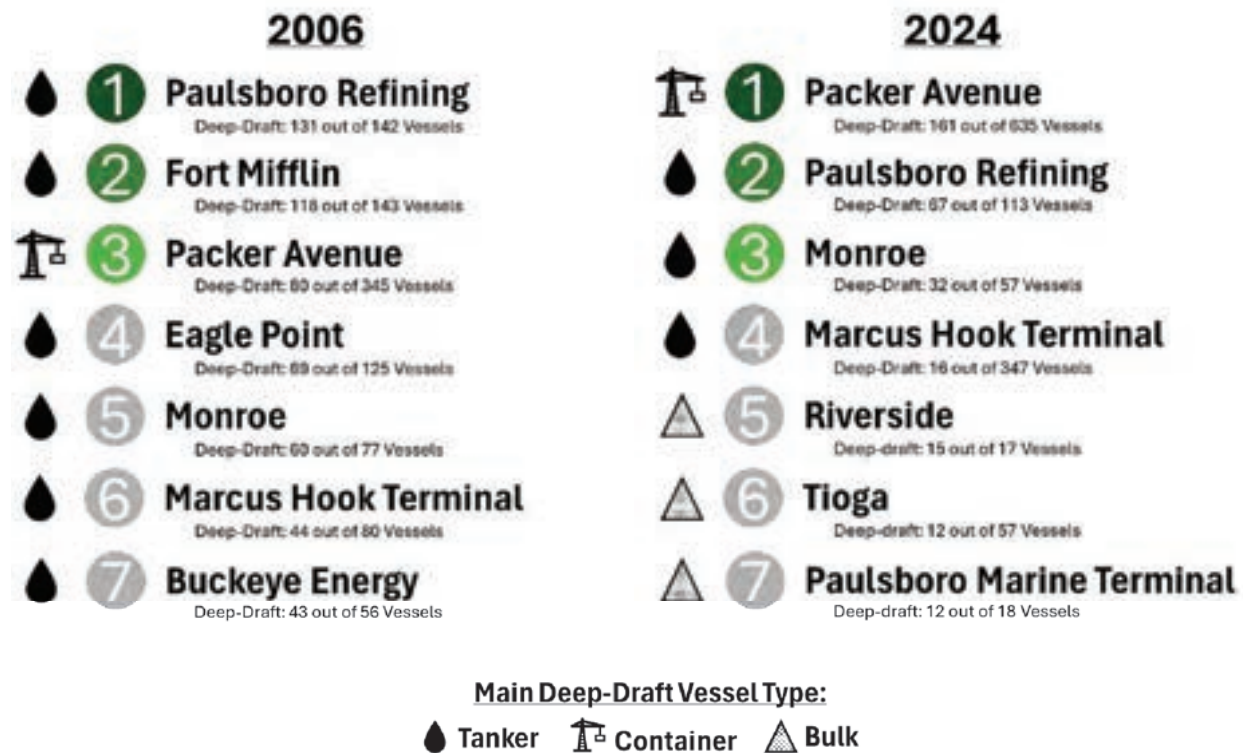 2006
1 Paulsboro Refining
Deep-Draft: 131 out of 142 Vessels
2 Fort Mifflin
Deep-Draft: 118 out of 143 Vessels
3 Packer Avenue
Deep-Draft: 80 out of 345 Vessels
4 Eagle Point
Deep-Draft: 69 out of 125 Vessels
5 Monroe
Deep-Draft: 60 out of 77 Vessels
6 Marcus Hook Terminal
Deep-Draft: 44 out of 80 Vessels
7 Buckeye Energy
Deep-Draft: 43 out of 56 Vessels
2024
1 Packer Avenue
Deep-Draft: 161 out of 635 Vessels
2 Paulsboro Refining
Deep-Draft: 67 out of 113 Vessels
3 Monroe
Deep-Draft: 32 out of 57 Vessels
4 Marcus Hook Terminal
Deep-Draft: 16 out of 347 Vessels
5 Riverside
Deep-draft: 15 out of 17 Vessels
6 Tioga
Deep-draft: 12 out of 57 Vessels
7 Paulsboro Marine Terminal
Deep-draft: 12 out of 18 Vessels
Main Deep-Draft Vessel Type:
Tanker Container Bulk